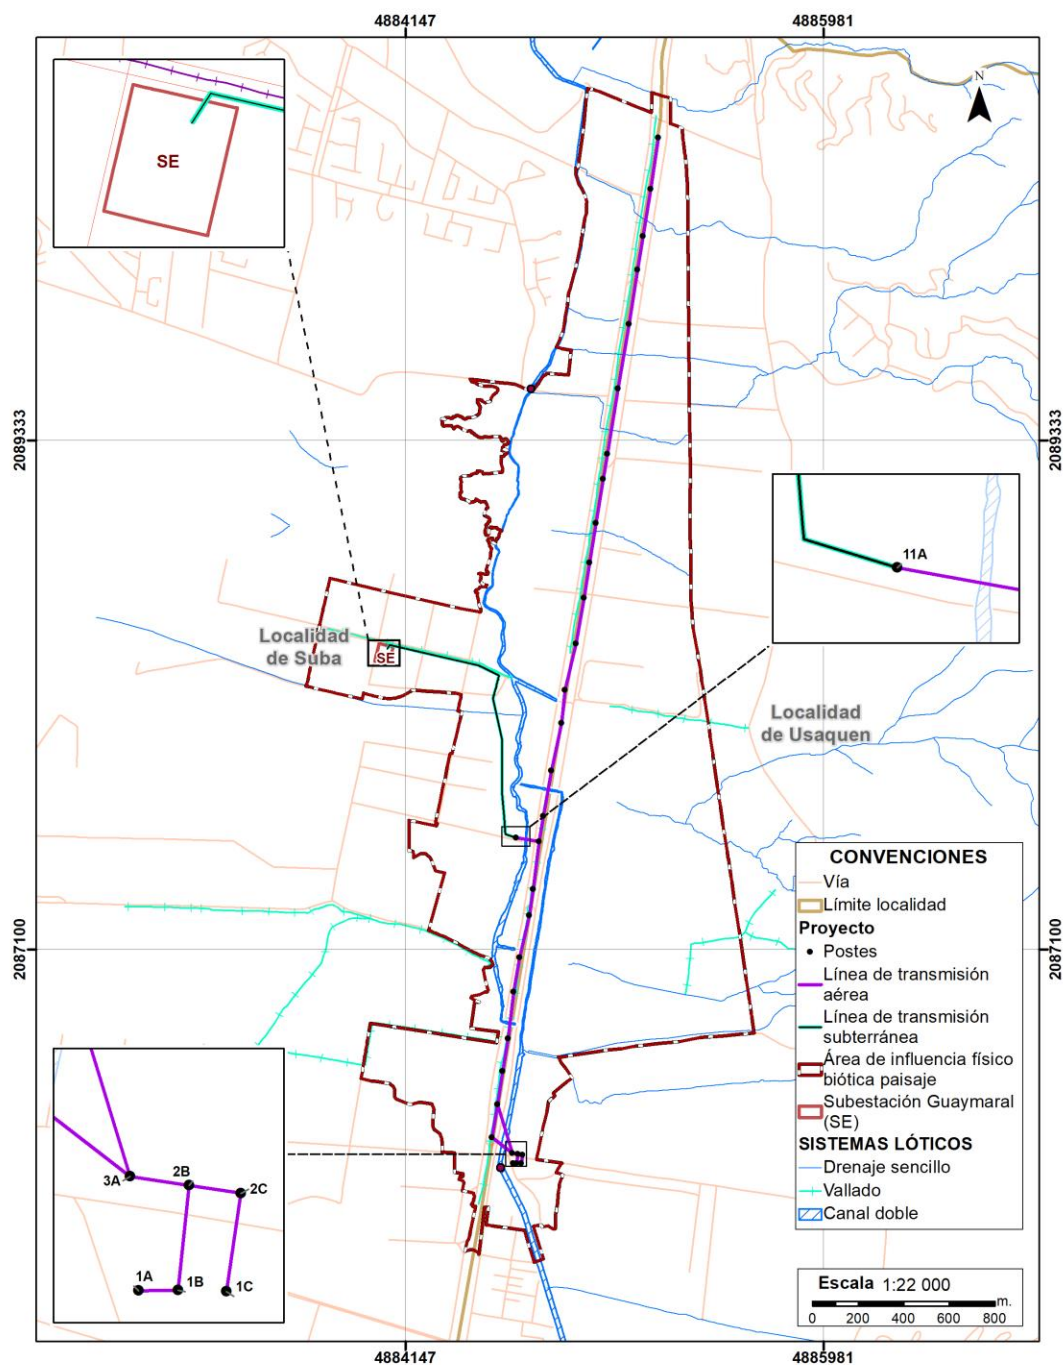 4884147
4885981
N
SE
2089333
2089333
11A
Localidad
de Suba
SE
Localidad
de Usaquen
2087100
2087100
CONVENCIONES
Vía
Límite localidad
Proyecto
Postes
Línea de transmisión
aérea
Línea de transmisión
subterránea
Área de influencia físico
biótica paisaje
Subestación Guaymaral
(SE)
SISTEMAS LÓTICOS
Drenaje sencillo
Vallado
Canal doble
3A
2B
2C
1A
1B
1C
Escala 1:22 000
m.
0 200 400 600 800
4884147
4885981